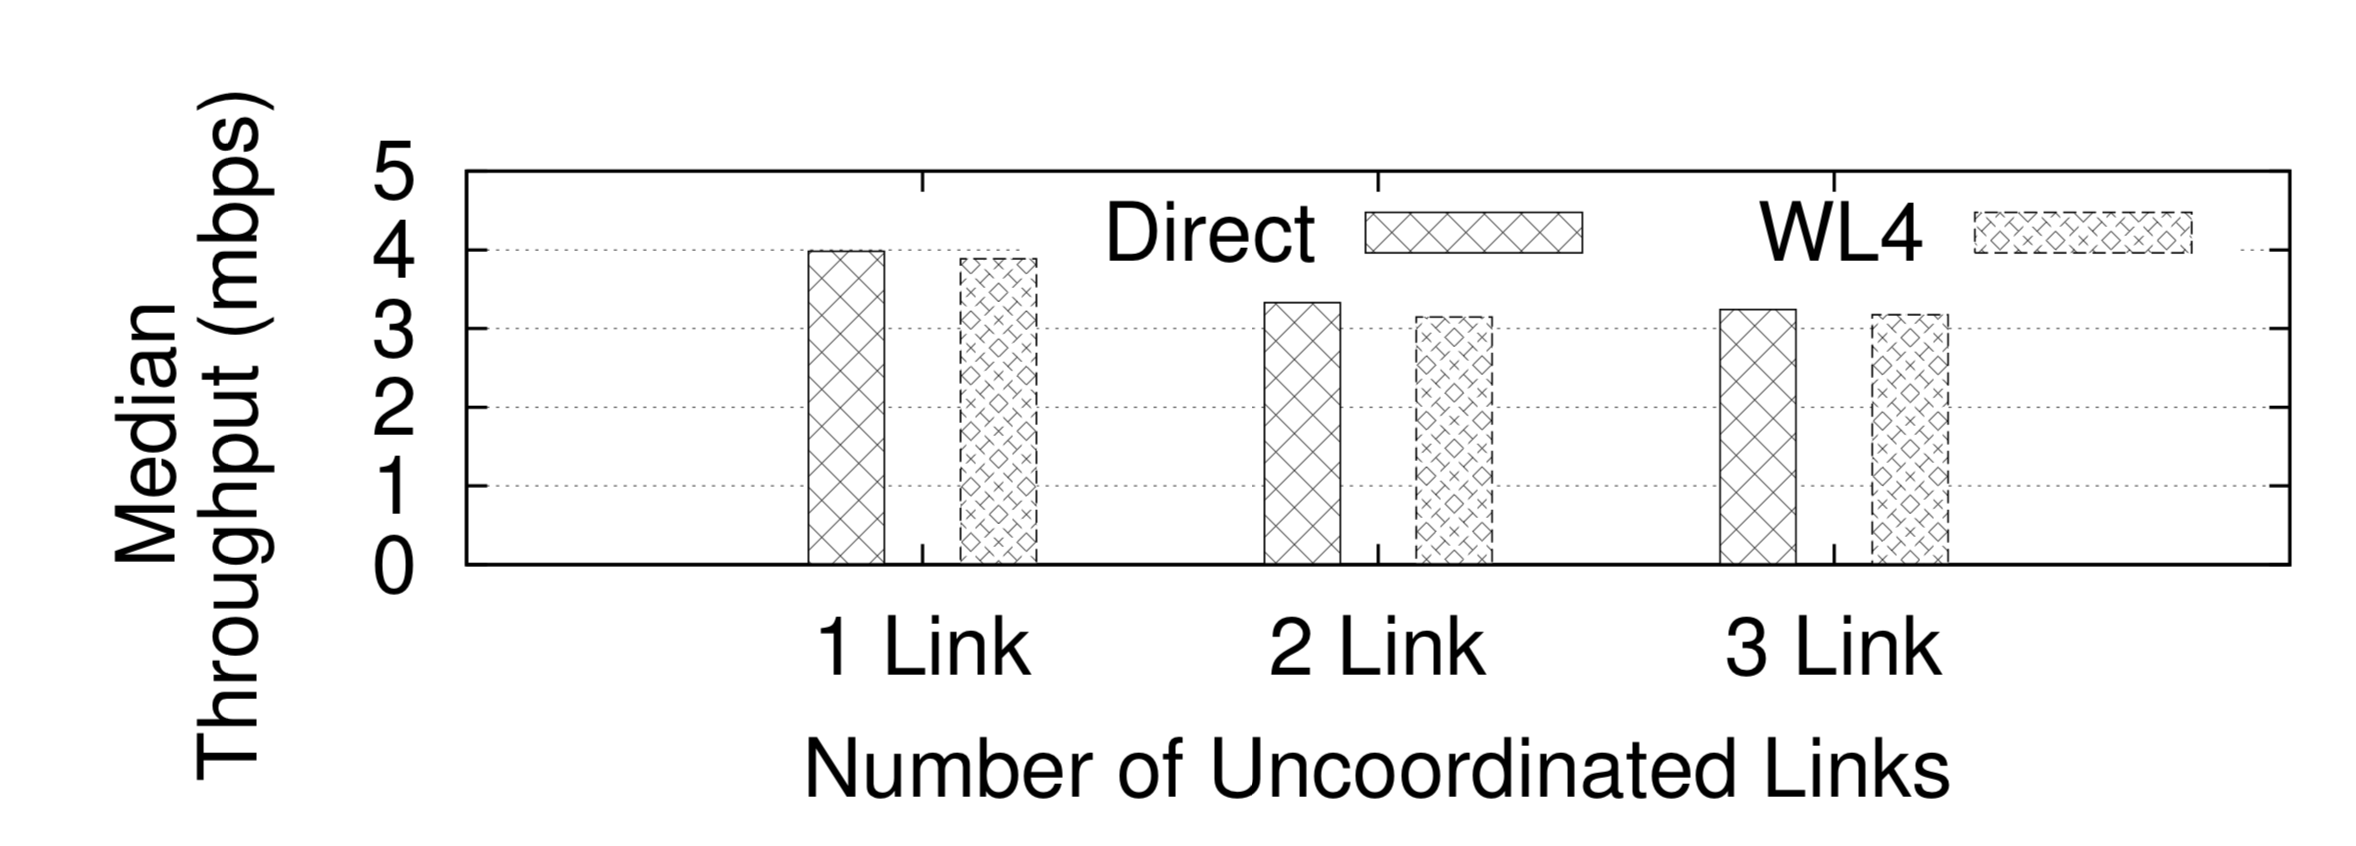 Median
Throughput (mbps)
5
4
3
2
1
0
Direct
WL4
1 Link
2 Link
3 Link
Number of Uncoordinated Links